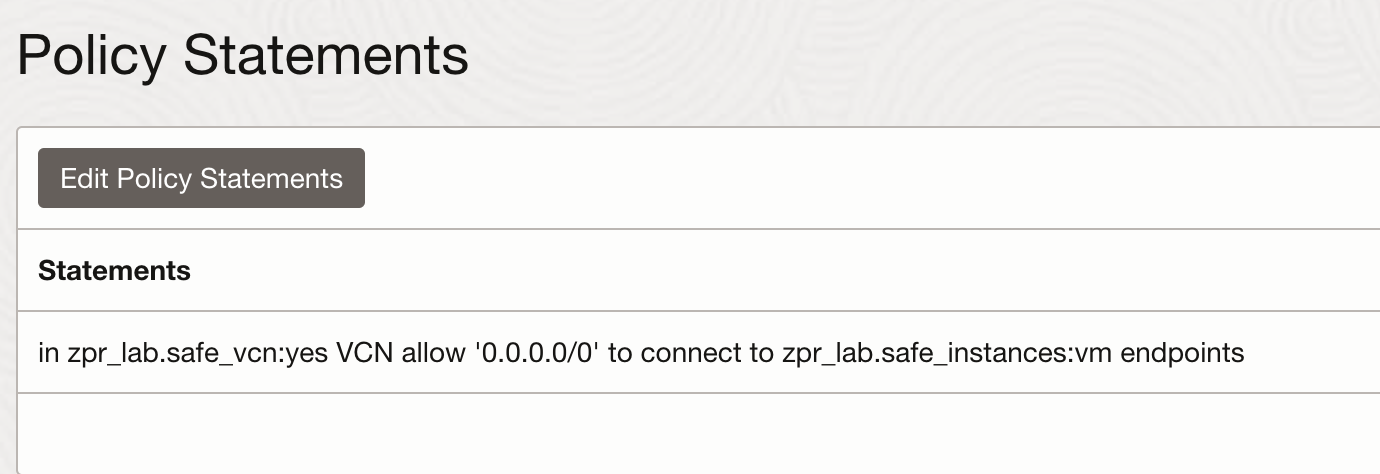 Policy Statements
Edit Policy Statements
Statements
in zpr_lab.safe_vcn:yes VCN allow '0.0.0.0/0' to connect to zpr_lab.safe_instances:vm endpoints